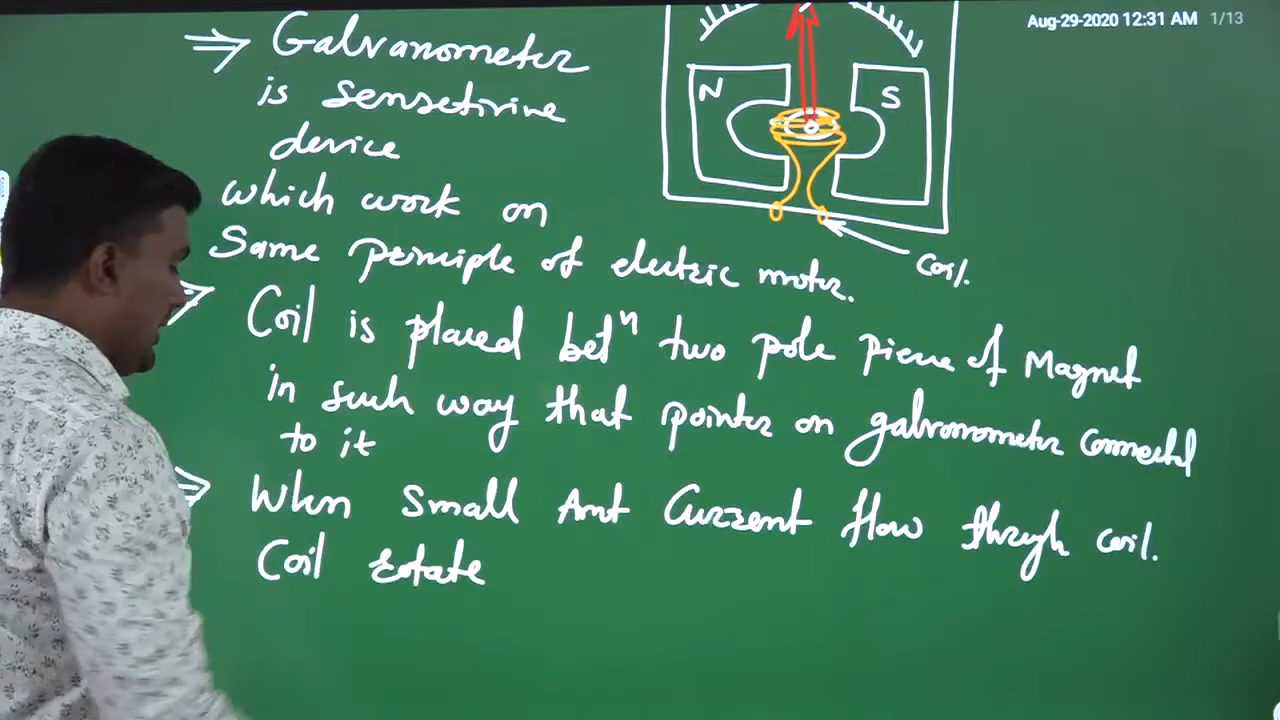 Aug-29-2020 12:31 AM 1/13
⇒ Galvanometer
is Sensetivine
device
which work on
Same principle of electric motor.
N S
Coil.
⇒ Coil is placed betⁿ two pole piece of Magnet
in such way that pointer on galvanometer Connected
to it
⇒ When Small Amt Current flow through coil.
Coil rotate